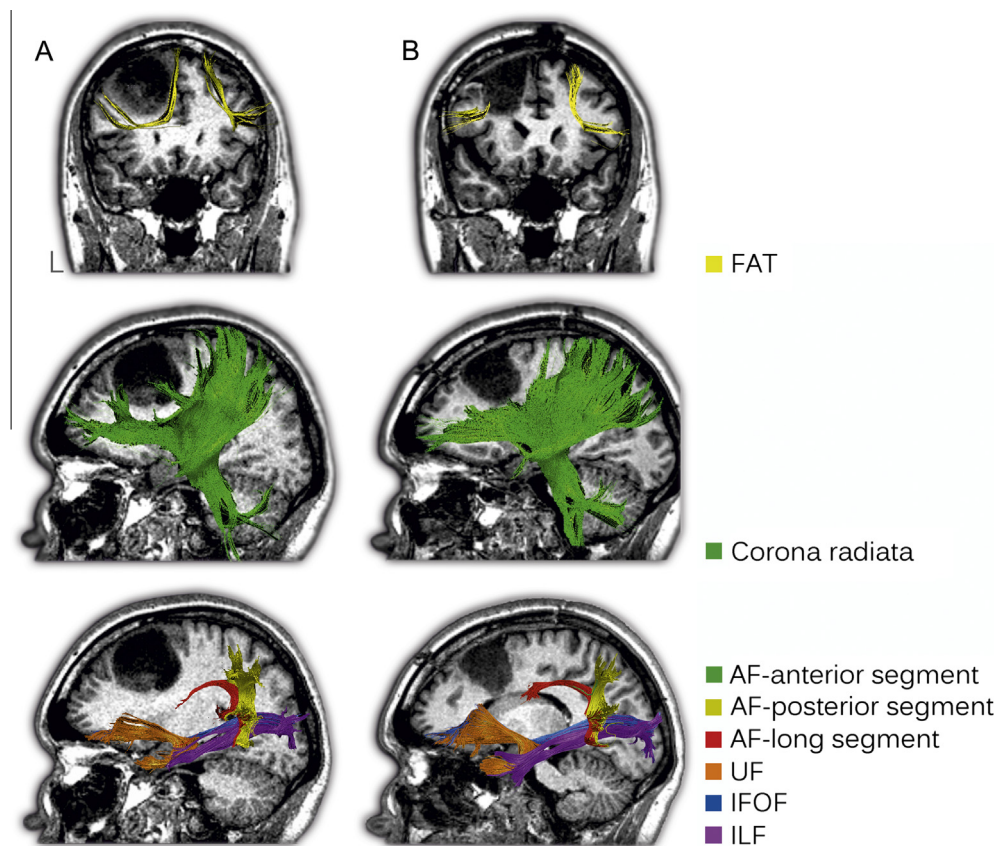 A
B
L
FAT
Corona radiata
AF-anterior segment
AF-posterior segment
AF-long segment
UF
IFOF
ILF